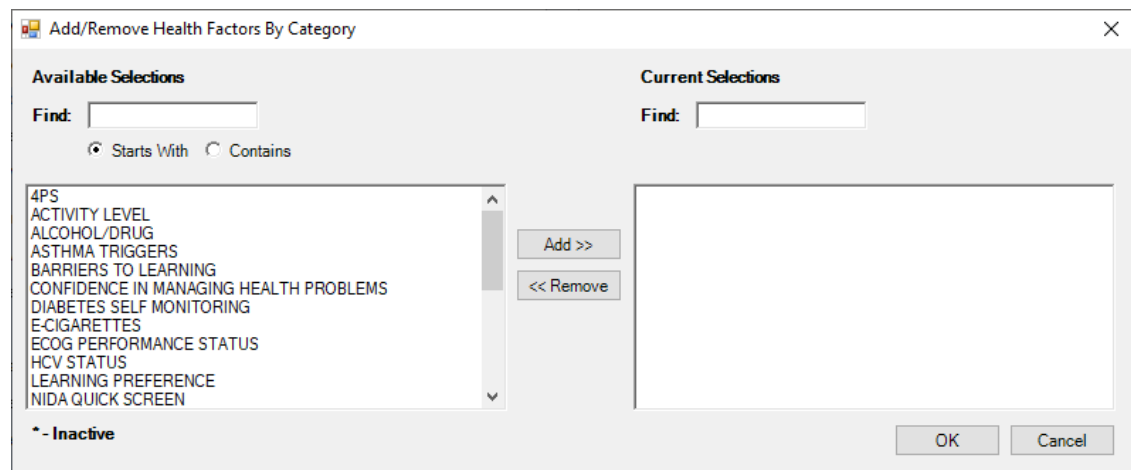 Add/Remove Health Factors By Category
Available Selections
Find:
Starts With Contains
4PS
ACTIVITY LEVEL
ALCOHOL/DRUG
ASTHMA TRIGGERS
BARRIERS TO LEARNING
CONFIDENCE IN MANAGING HEALTH PROBLEMS
DIABETES SELF MONITORING
E-CIGARETTES
ECOG PERFORMANCE STATUS
HCV STATUS
LEARNING PREFERENCE
NIDA QUICK SCREEN
* - Inactive
Add >>
<< Remove
Current Selections
Find:
OK Cancel